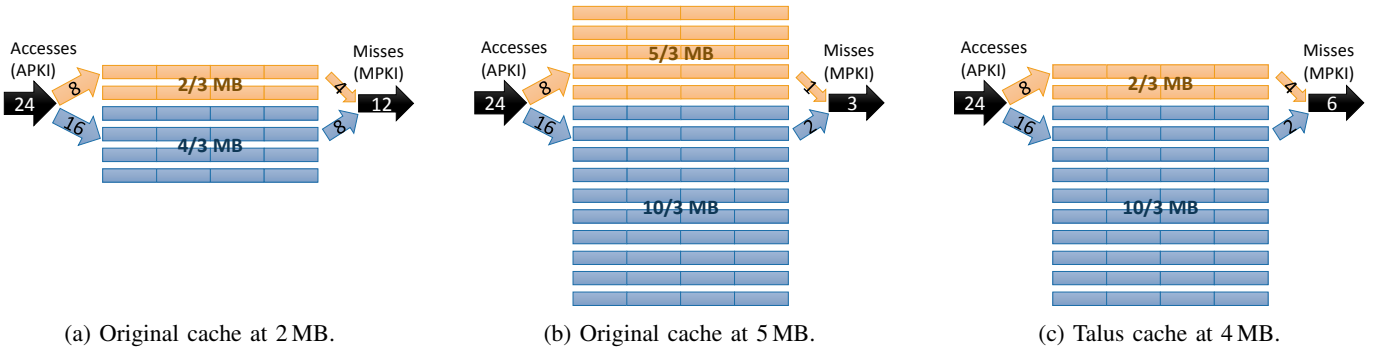 Accesses
(APKI)
24
8
16
2/3 MB
4/3 MB
4
8
Misses
(MPKI)
12
(a) Original cache at 2 MB.
Accesses
(APKI)
24
8
16
5/3 MB
10/3 MB
1
2
Misses
(MPKI)
3
(b) Original cache at 5 MB.
Accesses
(APKI)
24
8
16
2/3 MB
10/3 MB
4
2
Misses
(MPKI)
6
(c) Talus cache at 4 MB.